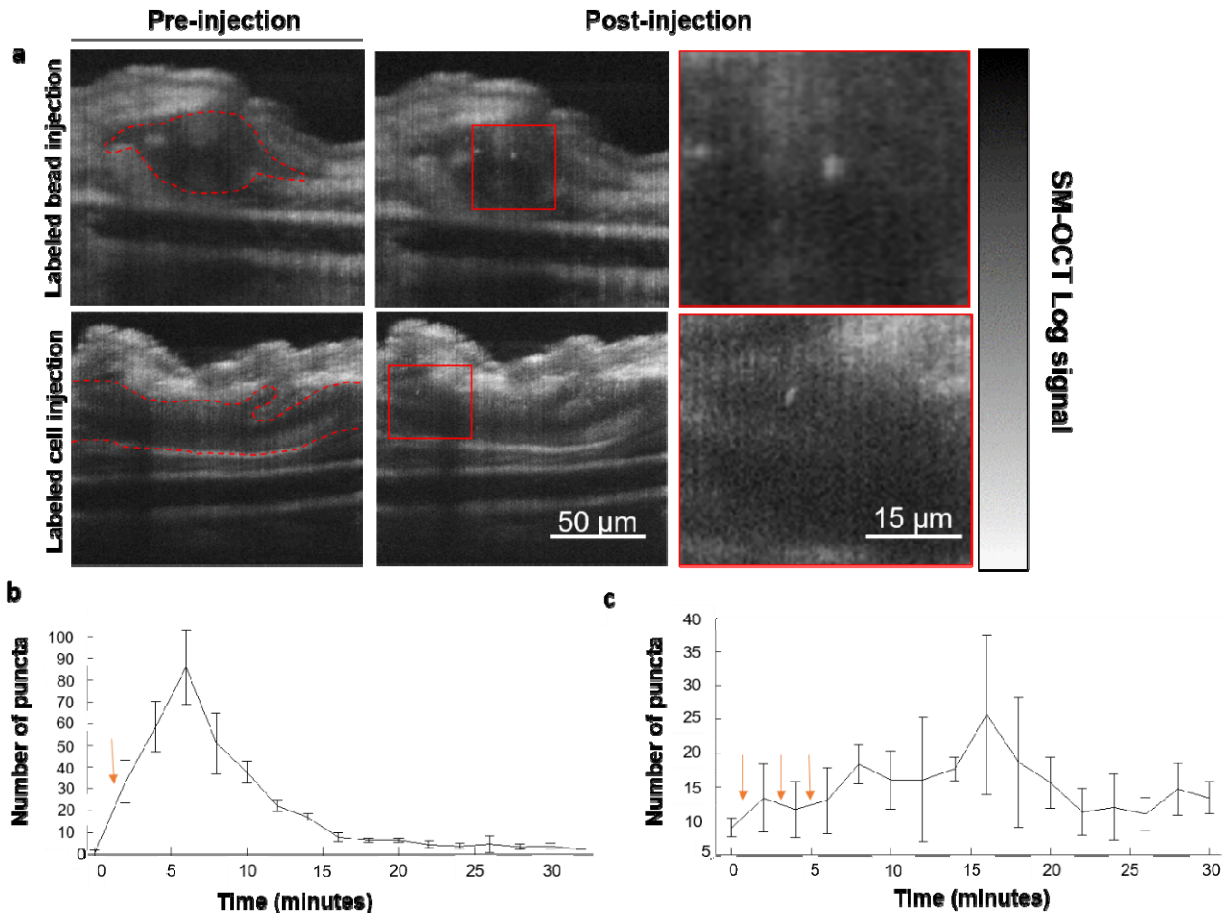 Pre-injection
Post-injection
a
Labeled bead injection
Labeled cell injection
50 µm
15 µm
SM-OCT Log signal
b
Number of puncta
100
90
80
70
60
50
40
30
20
10
0
0
5
10
15
20
25
30
Time (minutes)
c
Number of puncta
40
35
30
25
20
15
10
5
0
5
10
15
20
25
30
Time (minutes)